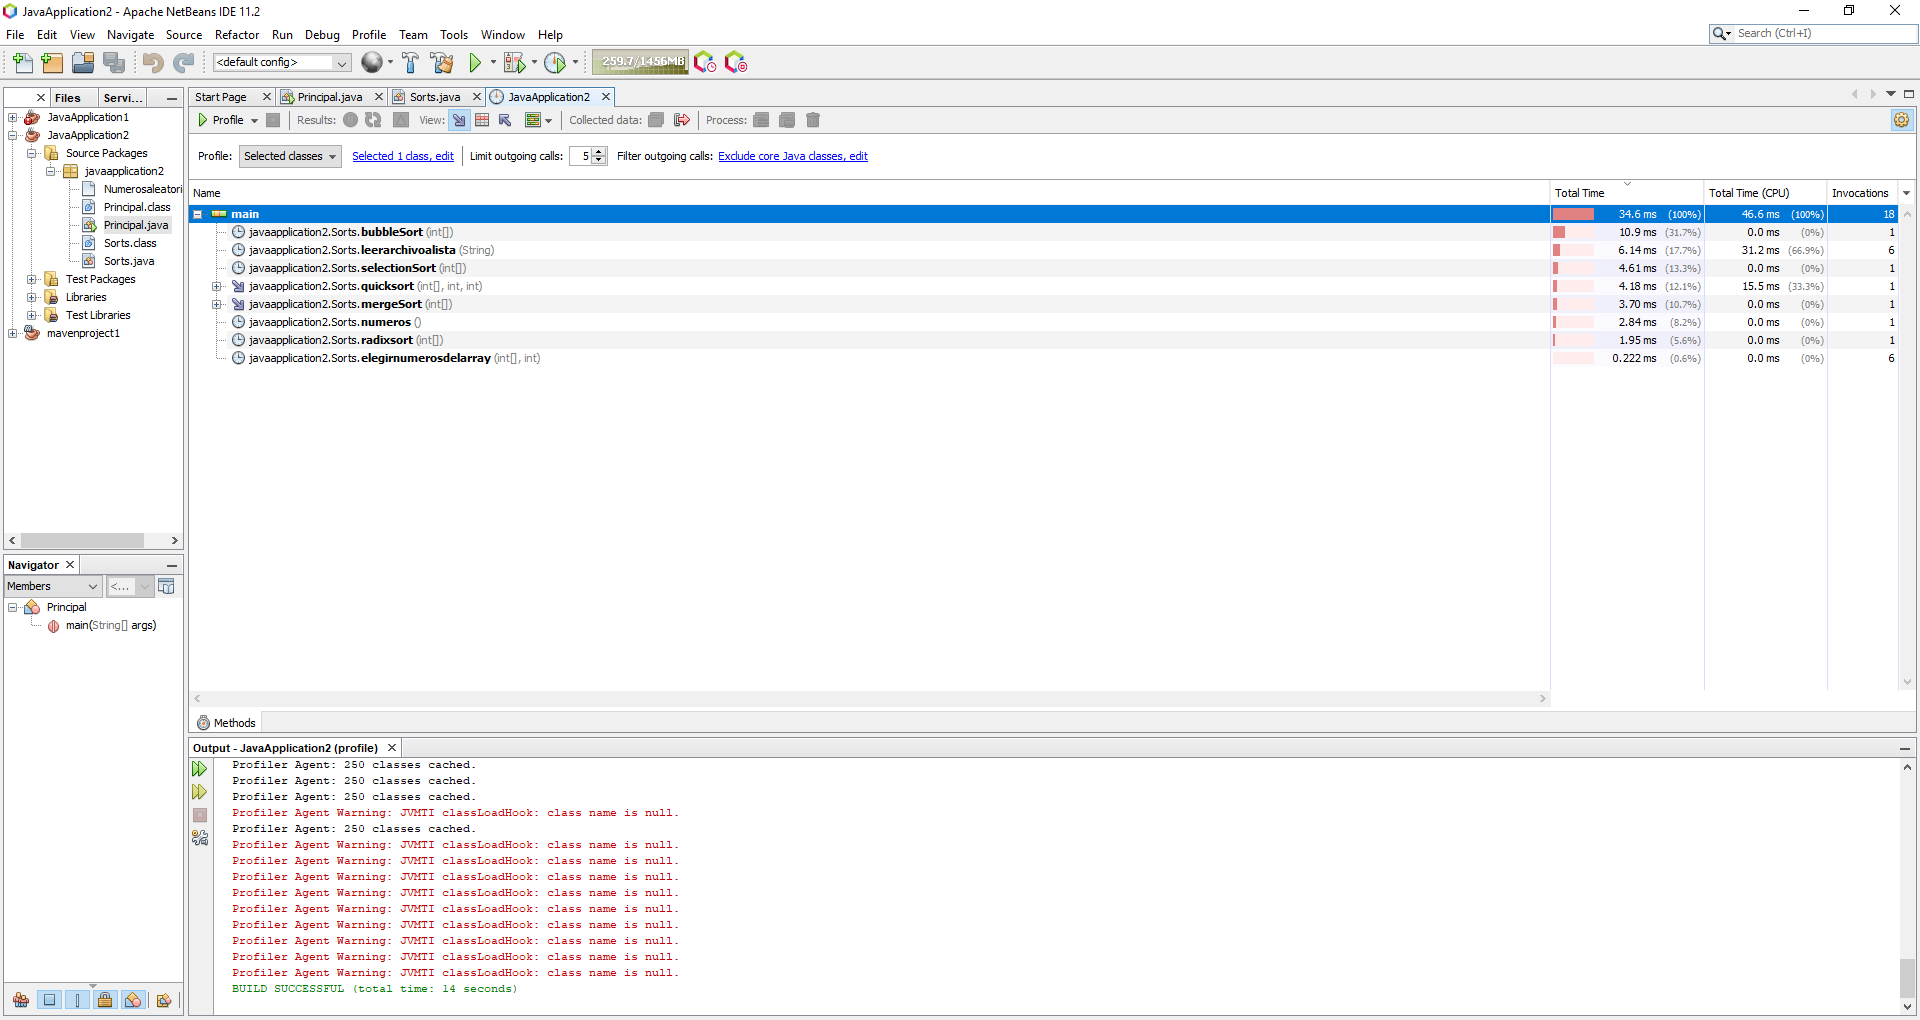 JavaApplication2 - Apache NetBeans IDE 11.2
File Edit View Navigate Source Refactor Run Debug Profile Team Tools Window Help
Search (Ctrl+I)
<default config>
259.7/1456MB
Files
Servi...
JavaApplication1
JavaApplication2
Source Packages
javaapplication2
Numerosaleatori
Principal.class
Principal.java
Sorts.class
Sorts.java
Test Packages
Libraries
Test Libraries
mavenproject1
Navigator
Members
<...
Principal
main(String[] args)
Start Page
Principal.java
Sorts.java
JavaApplication2
Profile
Results:
View:
Collected data:
Process:
Profile: Selected classes Selected 1 class, edit Limit outgoing calls: 5 Filter outgoing calls: Exclude core Java classes, edit
Name Total Time Total Time (CPU) Invocations
main 34.6 ms (100%) 46.6 ms (100%) 18
javaapplication2.Sorts.bubbleSort (int[]) 10.9 ms (31.7%) 0.0 ms (0%) 1
javaapplication2.Sorts.leerarchivoalista (String) 6.14 ms (17.7%) 31.2 ms (66.9%) 6
javaapplication2.Sorts.selectionSort (int[]) 4.61 ms (13.3%) 0.0 ms (0%) 1
javaapplication2.Sorts.quicksort (int[], int, int) 4.18 ms (12.1%) 15.5 ms (33.3%) 1
javaapplication2.Sorts.mergeSort (int[]) 3.70 ms (10.7%) 0.0 ms (0%) 1
javaapplication2.Sorts.numeros () 2.84 ms (8.2%) 0.0 ms (0%) 1
javaapplication2.Sorts.radixsort (int[]) 1.95 ms (5.6%) 0.0 ms (0%) 1
javaapplication2.Sorts.elegirnumerosdelarray (int[], int) 0.222 ms (0.6%) 0.0 ms (0%) 6
Methods
Output - JavaApplication2 (profile)
Profiler Agent: 250 classes cached.
Profiler Agent: 250 classes cached.
Profiler Agent: 250 classes cached.
Profiler Agent Warning: JVMTI classLoadHook: class name is null.
Profiler Agent: 250 classes cached.
Profiler Agent Warning: JVMTI classLoadHook: class name is null.
Profiler Agent Warning: JVMTI classLoadHook: class name is null.
Profiler Agent Warning: JVMTI classLoadHook: class name is null.
Profiler Agent Warning: JVMTI classLoadHook: class name is null.
Profiler Agent Warning: JVMTI classLoadHook: class name is null.
Profiler Agent Warning: JVMTI classLoadHook: class name is null.
Profiler Agent Warning: JVMTI classLoadHook: class name is null.
Profiler Agent Warning: JVMTI classLoadHook: class name is null.
Profiler Agent Warning: JVMTI classLoadHook: class name is null.
BUILD SUCCESSFUL (total time: 14 seconds)